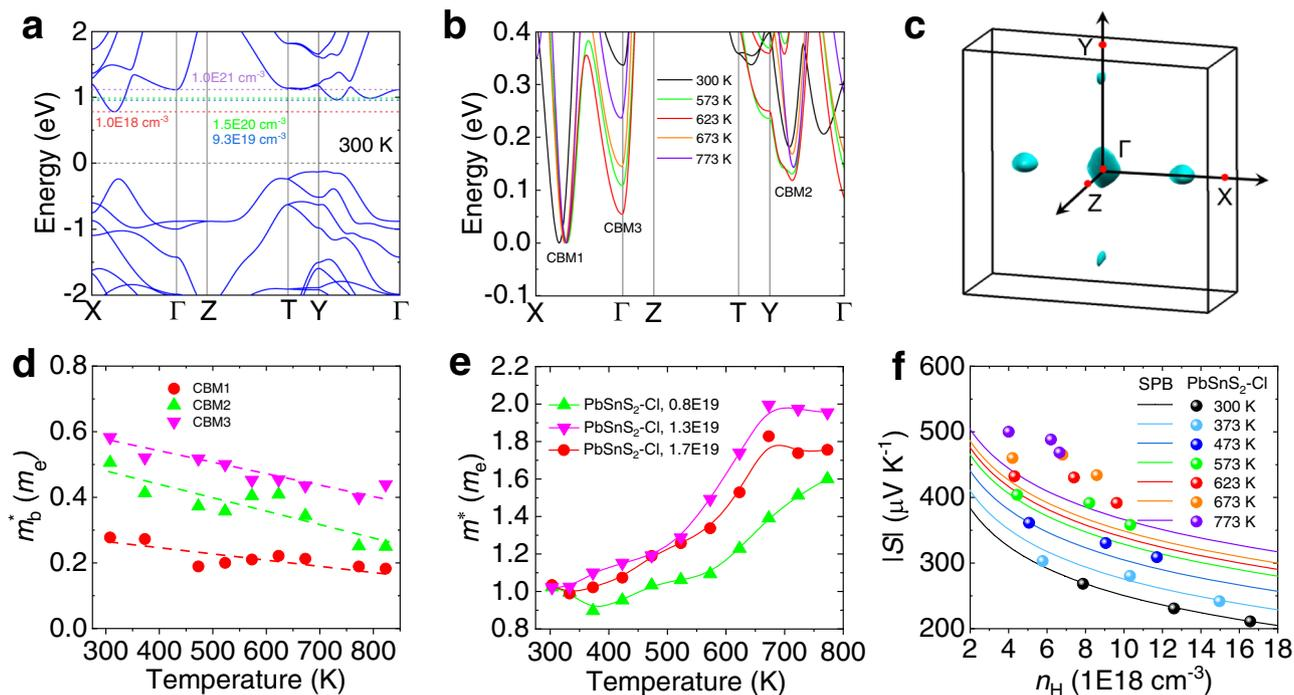 a
2
1
0
-1
-2
Energy (eV)
1.0E21 cm⁻³
1.0E18 cm⁻³
1.5E20 cm⁻³
9.3E19 cm⁻³
300 K
X Γ Z T Y Γ
b
0.4
0.3
0.2
0.1
0.0
-0.1
Energy (eV)
300 K
573 K
623 K
673 K
773 K
CBM1
CBM3
CBM2
X Γ Z T Y Γ
c
Y
Γ
Z
X
d
0.8
0.6
0.4
0.2
0.0
m*b (me)
CBM1
CBM2
CBM3
300 400 500 600 700 800
Temperature (K)
e
2.2
2.0
1.8
1.6
1.4
1.2
1.0
0.8
m* (me)
PbSnS₂-Cl, 0.8E19
PbSnS₂-Cl, 1.3E19
PbSnS₂-Cl, 1.7E19
300 400 500 600 700 800
Temperature (K)
f
600
500
400
300
200
|S| (μV K⁻¹)
SPB PbSnS₂-Cl
300 K
373 K
473 K
573 K
623 K
673 K
773 K
2 4 6 8 10 12 14 16 18
nH (1E18 cm⁻³)